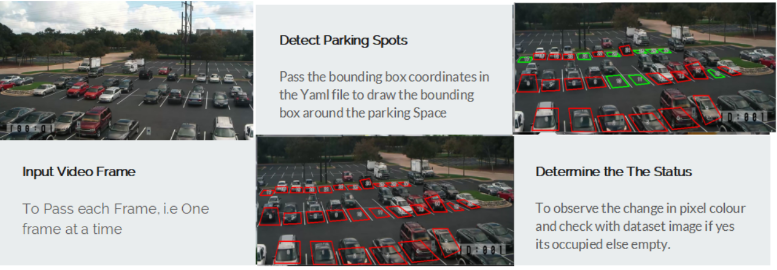 Detect Parking Spots
Pass the bounding box coordinates in
the Yaml file to draw the bounding
box around the parking Space
Input Video Frame
To Pass each Frame, i.e One
frame at a time
Determine the The Status
To observe the change in pixel colour
and check with dataset image if yes
its occupied else empty.